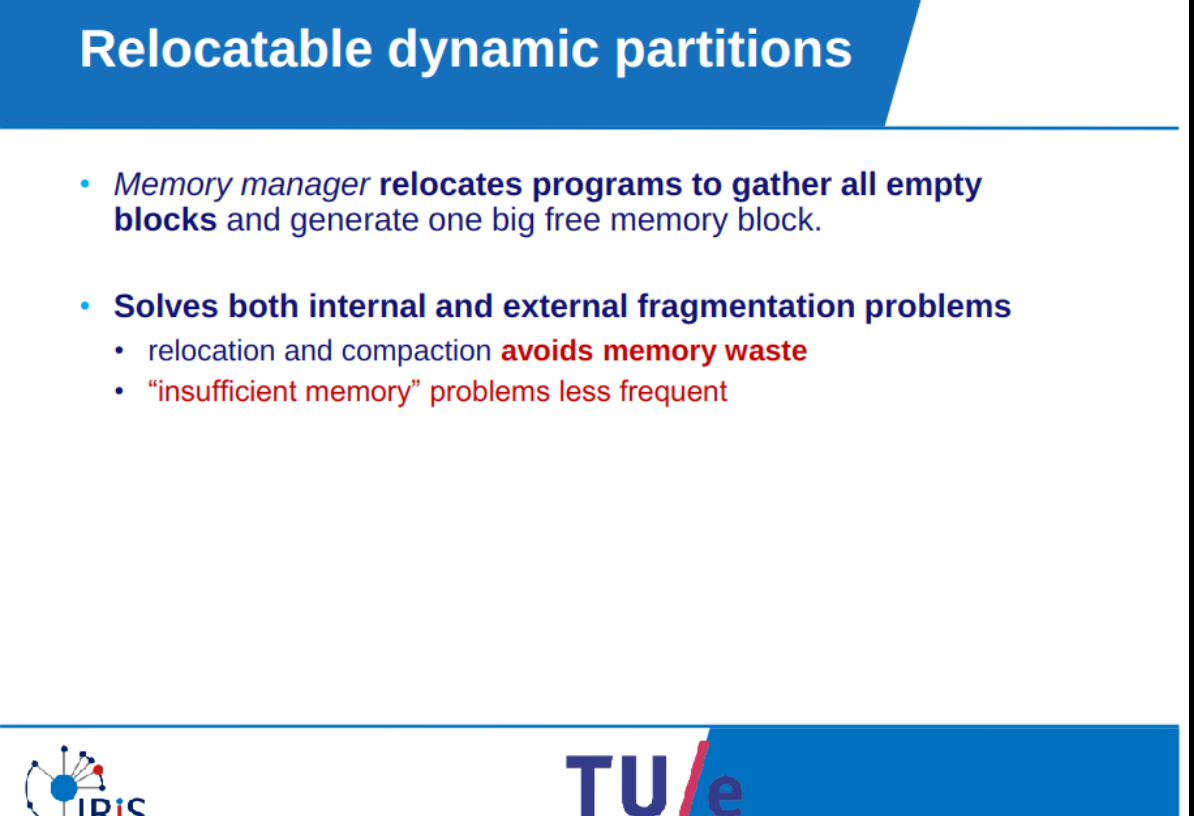 Relocatable dynamic partitions
• Memory manager relocates programs to gather all empty
blocks and generate one big free memory block.
• Solves both internal and external fragmentation problems
• relocation and compaction avoids memory waste
• “insufficient memory” problems less frequent
IRiS
TU/e